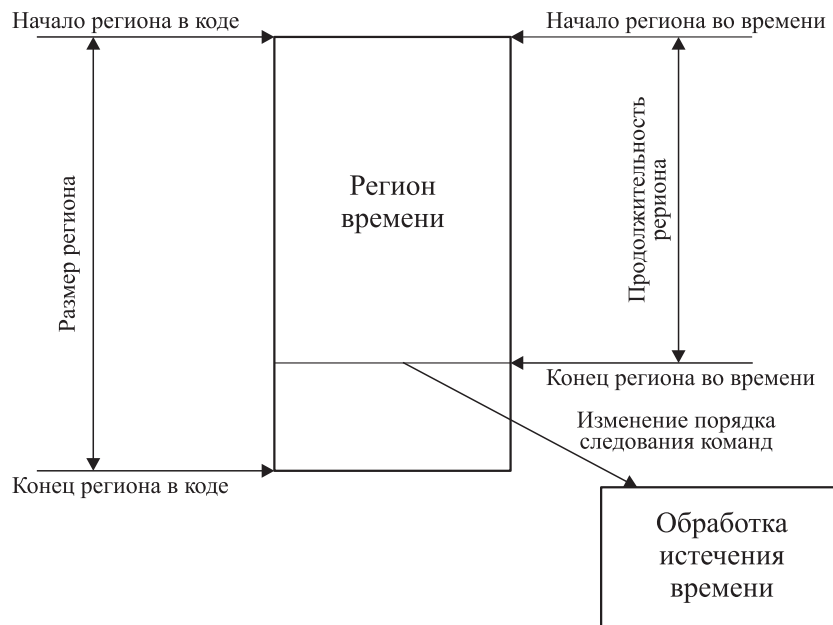 Начало региона в коде
Начало региона во времени
Регион
времени
Размер региона
Продолжительность
рериона
Конец региона во времени
Изменение порядка
следования команд
Конец региона в коде
Обработка
истечения
времени